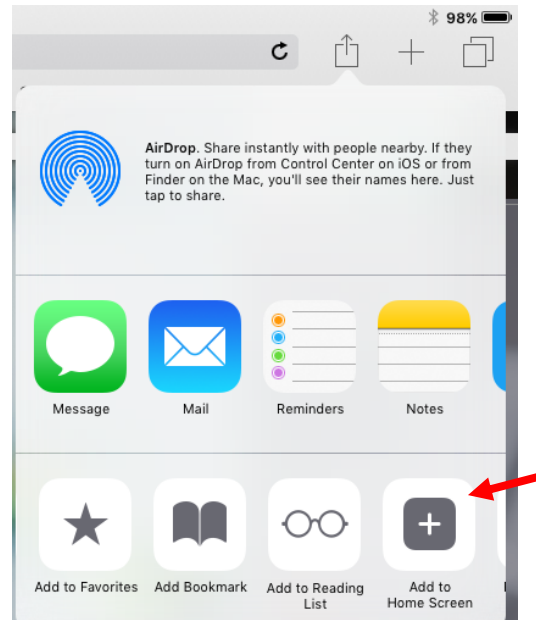 98%
AirDrop. Share instantly with people nearby. If they
turn on AirDrop from Control Center on iOS or from
Finder on the Mac, you'll see their names here. Just
tap to share.
Message Mail Reminders Notes
Add to Favorites Add Bookmark Add to Reading List Add to Home Screen